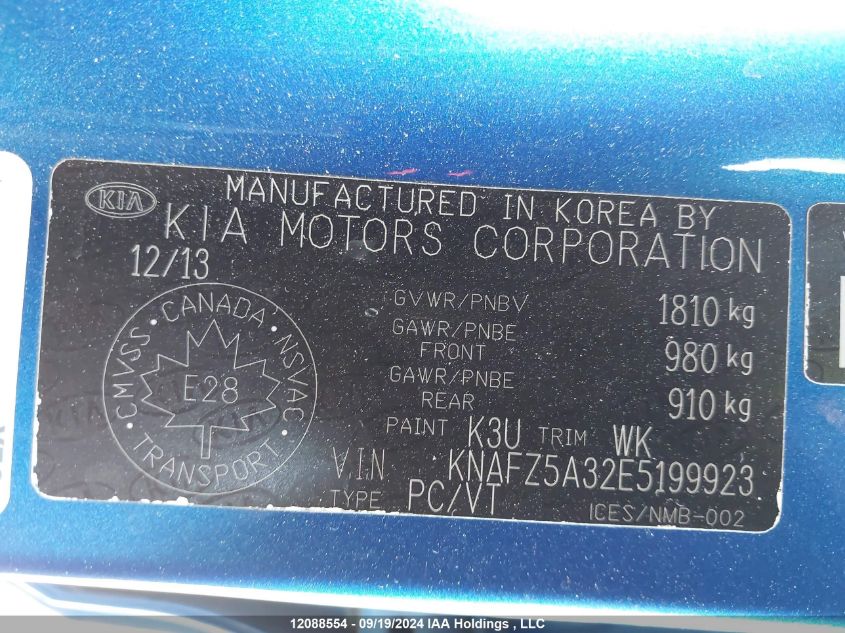 KIA
MANUFACTURED IN KOREA BY
KIA MOTORS CORPORATION
12/13
GVWR/PNBV 1810 kg
GAWR/PNBE
FRONT 980 kg
GAWR/PNBE
REAR 910 kg
PAINT K3U TRIM WK
VIN KNAFZ5A32E5199923
TYPE PC/VT
ICES/NMB-002
CANADA
CMVSS · NSVAC
E28
TRANSPORT
12088554 - 09/19/2024 IAA Holdings , LLC